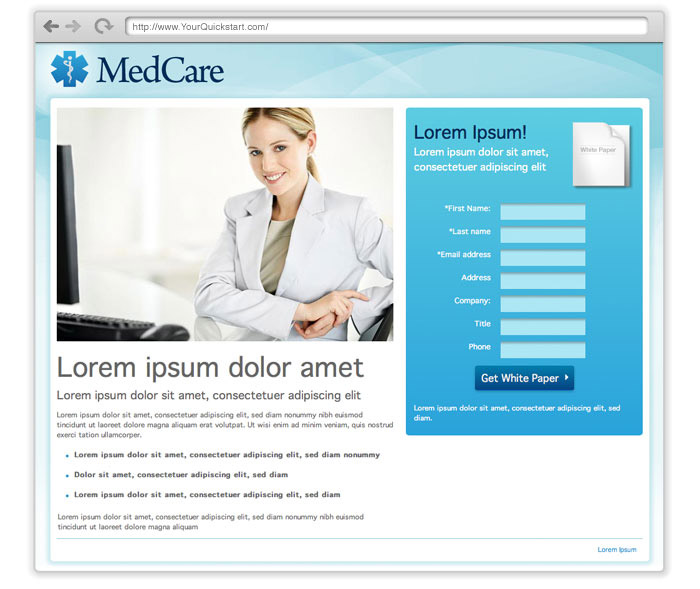 http://www.YourQuickstart.com/
MedCare
Lorem Ipsum!
Lorem ipsum dolor sit amet,
consectetuer adipiscing elit
White Paper
*First Name:
*Last name
*Email address
Address
Company:
Title
Phone
Get White Paper
Lorem ipsum dolor sit amet, consectetuer adipiscing elit, sed
diam.
Lorem ipsum dolor amet
Lorem ipsum dolor sit amet, consectetuer adipiscing elit
Lorem ipsum dolor sit amet, consectetuer adipiscing elit, sed diam nonummy nibh euismod
tincidunt ut laoreet dolore magna aliquam erat volutpat. Ut wisi enim ad minim veniam, quis nostrud
exerci tation ullamcorper.
Lorem ipsum dolor sit amet, consectetuer adipiscing elit, sed diam nonummy
Dolor sit amet, consectetuer adipiscing elit, sed diam
Lorem ipsum dolor sit amet, consectetuer adipiscing elit, sed diam
Lorem ipsum dolor sit amet, consectetuer adipiscing elit, sed diam nonummy nibh euismod
tincidunt ut laoreet dolore magna aliquam
Lorem Ipsum